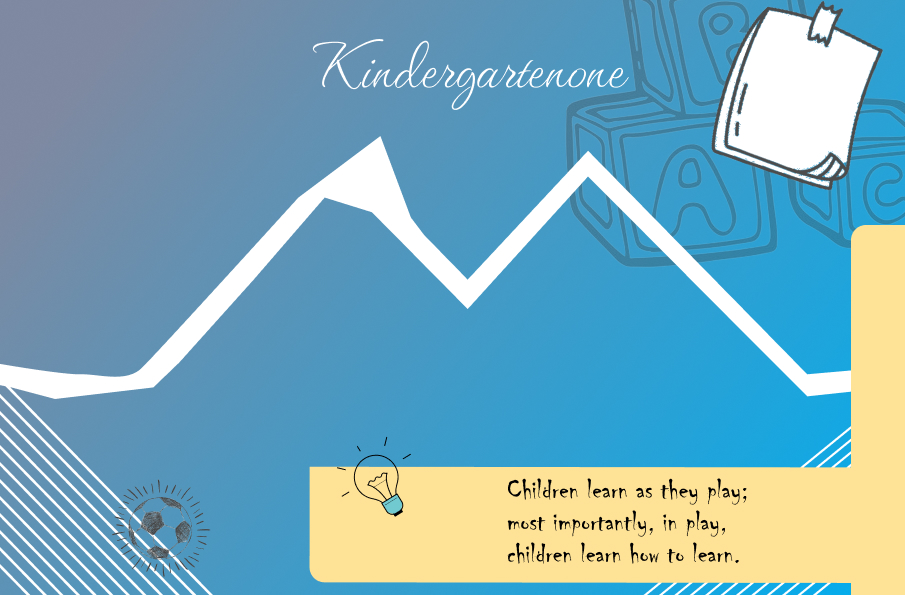 Kindergartenone
B
A
C
Children learn as they play;
most importantly, in play,
children learn how to learn.